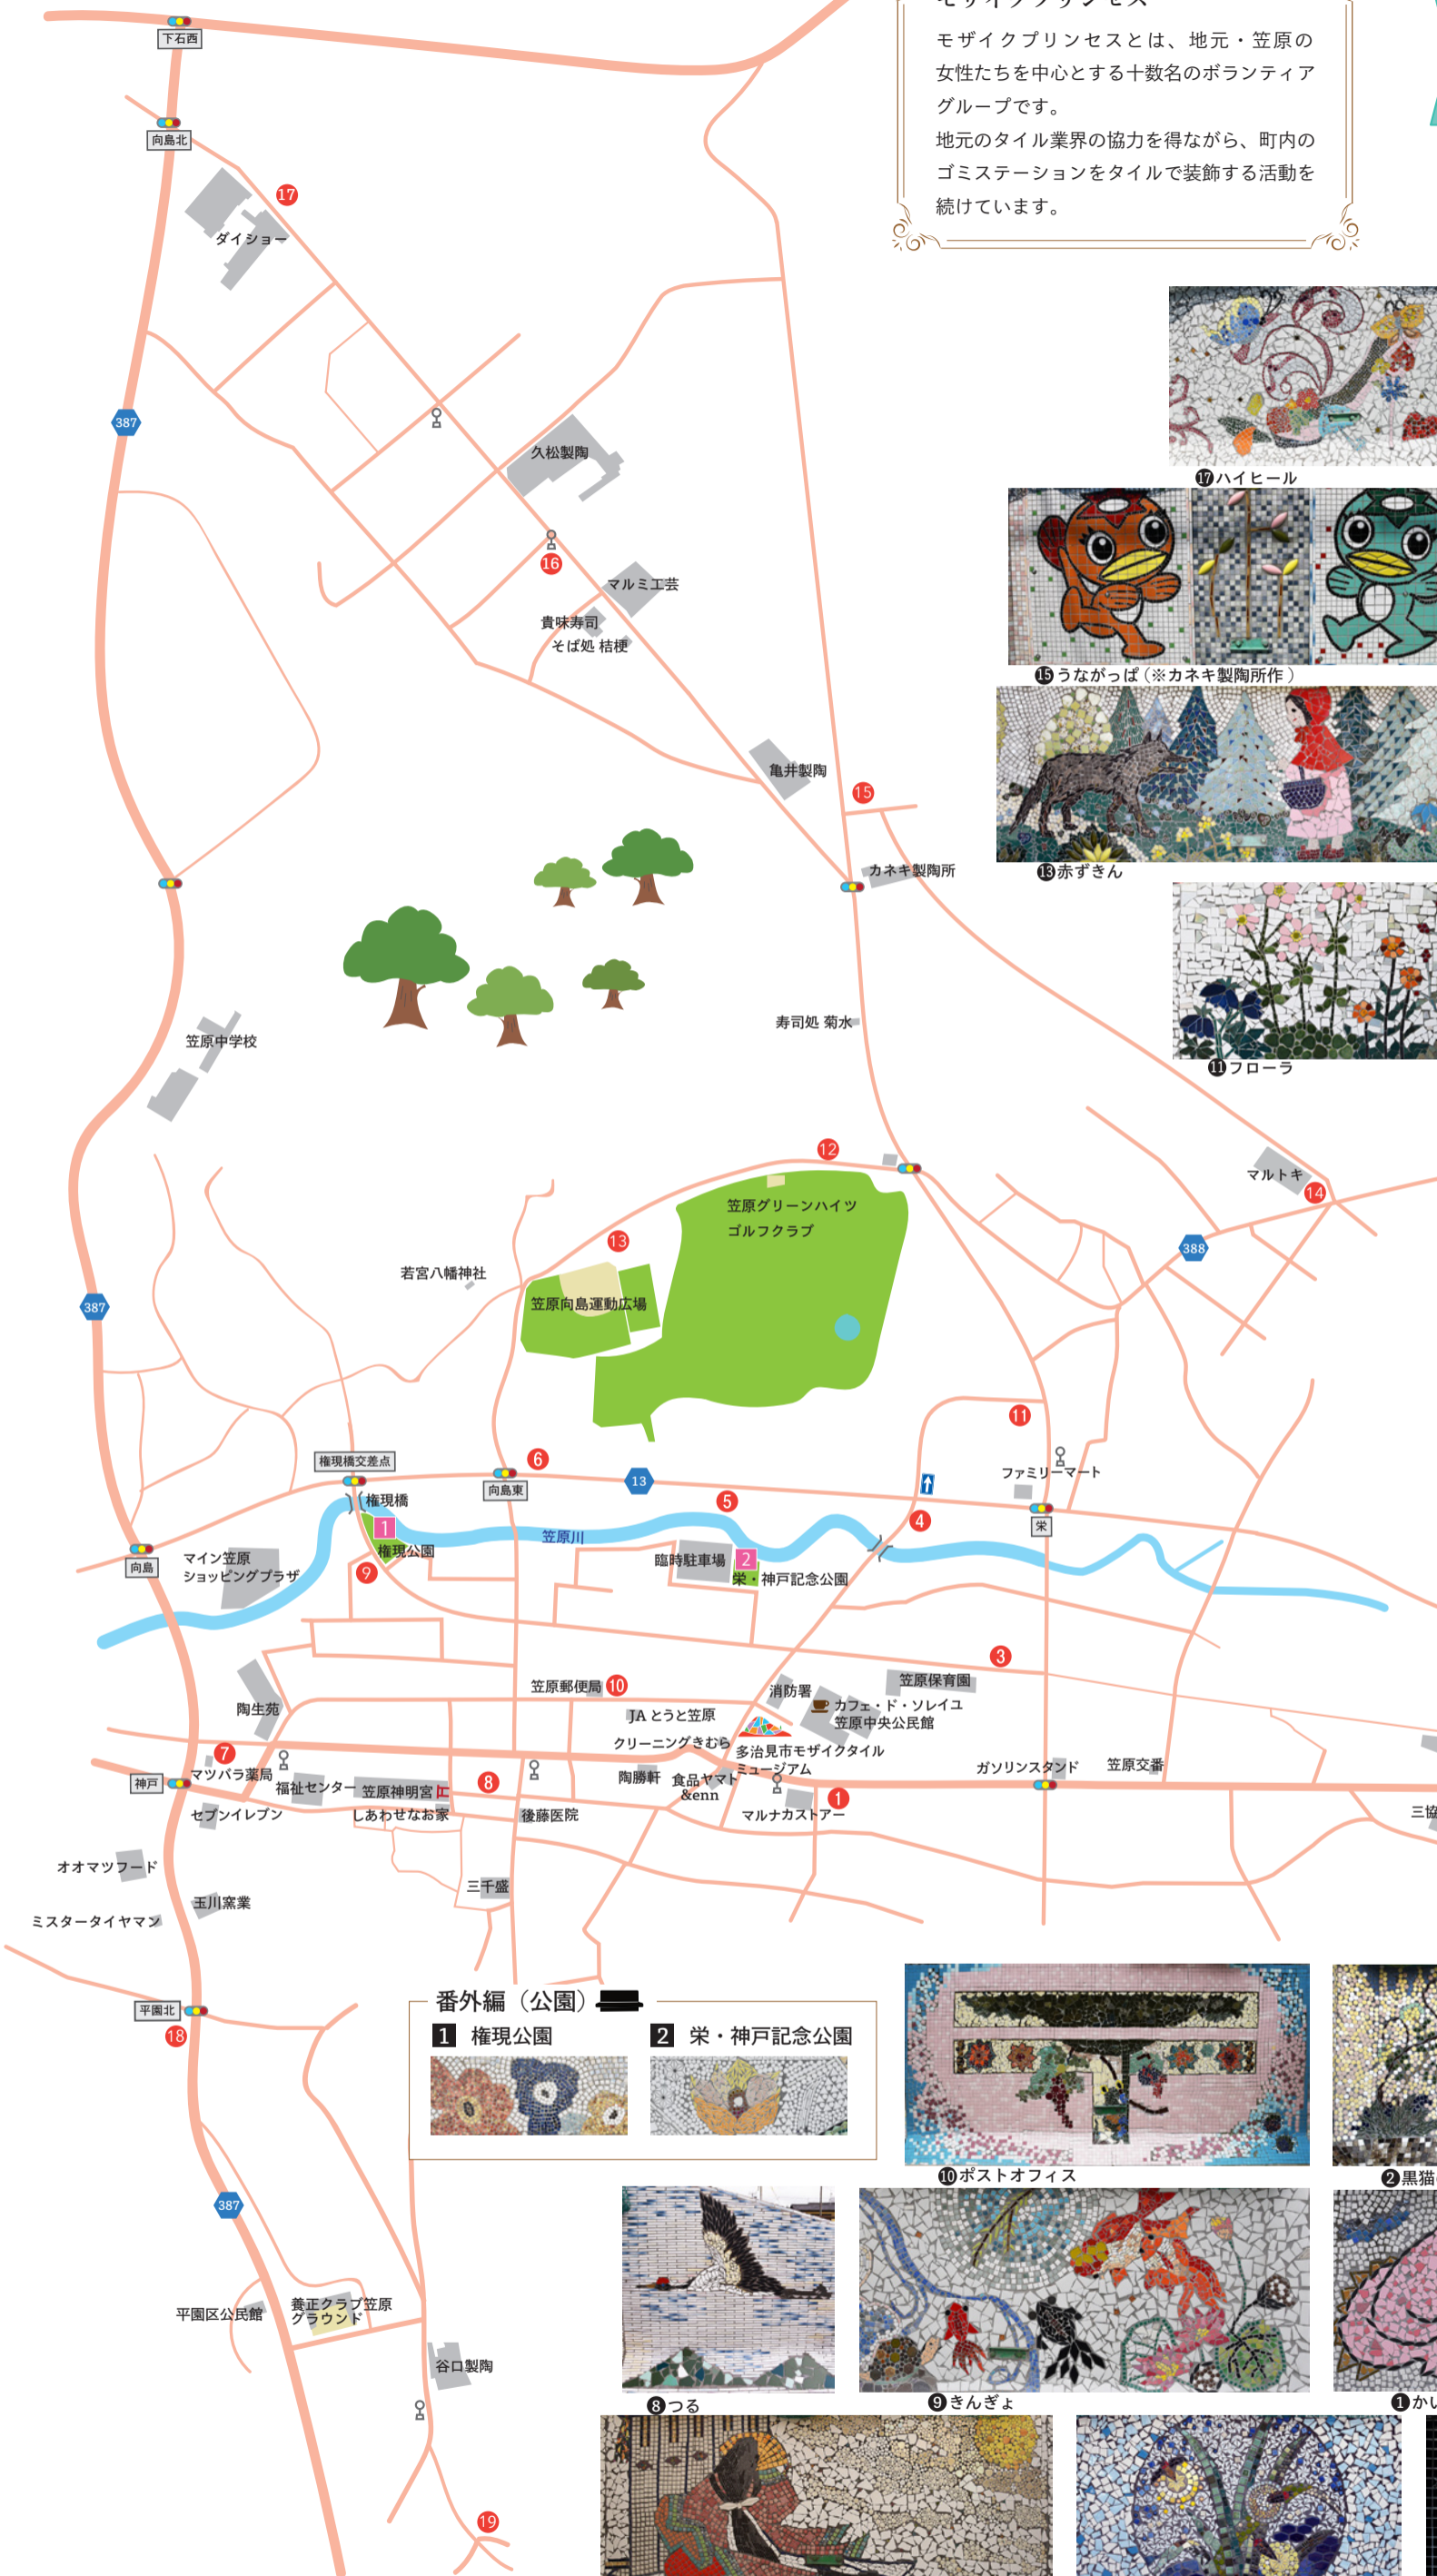 モザイクプリンセス
モザイクプリンセスとは、地元・笠原の
女性たちを中心とする十数名のボランティア
グループです。
地元のタイル業界の協力を得ながら、町内の
ゴミステーションをタイルで装飾する活動を
続けています。
下石西
向島北
17
ダイショー
387
久松製陶
16
マルミ工芸
貴味寿司
そば処 桔梗
亀井製陶
15
カネキ製陶所
寿司処 菊水
笠原中学校
⓱ハイヒール
⓯うながっぱ(※カネキ製陶所作)
⓭赤ずきん
⓫フローラ
12
マルトキ
14
388
笠原グリーンハイツ
ゴルフクラブ
13
若宮八幡神社
笠原向島運動広場
387
11
ファミリーマート
権現橋交差点
6
向島東
13
5
4
栄
権現橋
1
権現公園
笠原川
9
臨時駐車場
2
栄・神戸記念公園
向島
マイン笠原
ショッピングプラザ
3
笠原郵便局
10
消防署
笠原保育園
陶生苑
JA とうと笠原
カフェ・ド・ソレイユ
笠原中央公民館
クリーニングきむら
多治見市モザイクタイル
ミュージアム
7
マツバラ薬局
神戸
福祉センター
笠原神明宮
8
陶勝軒
食品ヤマト
&enn
ガソリンスタンド
笠原交番
セブンイレブン
しあわせなお家
後藤医院
マルナカストアー
1
三協
オオマツフード
三千盛
玉川窯業
ミスタータイヤマン
平園北
18
番外編（公園）
1 権現公園
2 栄・神戸記念公園
❿ポストオフィス
❷黒猫
387
平園区公民館
養正クラブ笠原
グラウンド
谷口製陶
❽つる
❾きんぎょ
❶かい
19